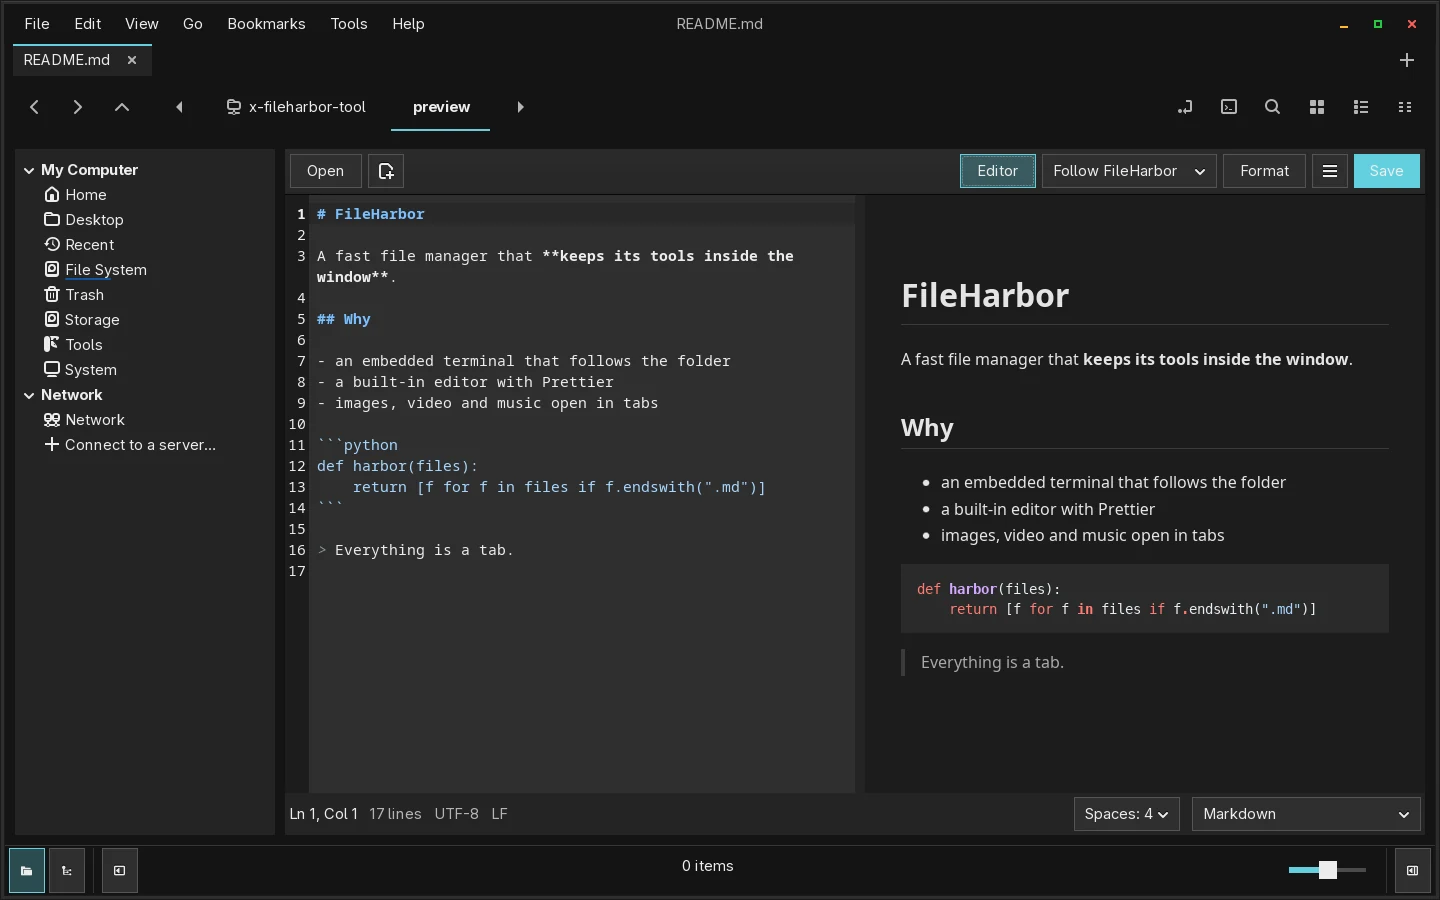 File Edit View Go Bookmarks Tools Help README.md
README.md
x-fileharbor-tool preview
My Computer
Home
Desktop
Recent
File System
Trash
Storage
Tools
System
Network
Network
Connect to a server...
Open Editor Follow FileHarbor Format Save
1 # FileHarbor
2
3 A fast file manager that **keeps its tools inside the
window**.
4
5 ## Why
6
7 - an embedded terminal that follows the folder
8 - a built-in editor with Prettier
9 - images, video and music open in tabs
10
11 ```python
12 def harbor(files):
13     return [f for f in files if f.endswith(".md")]
14 ```
15
16 > Everything is a tab.
17
FileHarbor
A fast file manager that keeps its tools inside the window.
Why
• an embedded terminal that follows the folder
• a built-in editor with Prettier
• images, video and music open in tabs
def harbor(files):
    return [f for f in files if f.endswith(".md")]
Everything is a tab.
Ln 1, Col 1 17 lines UTF-8 LF Spaces: 4 Markdown
0 items